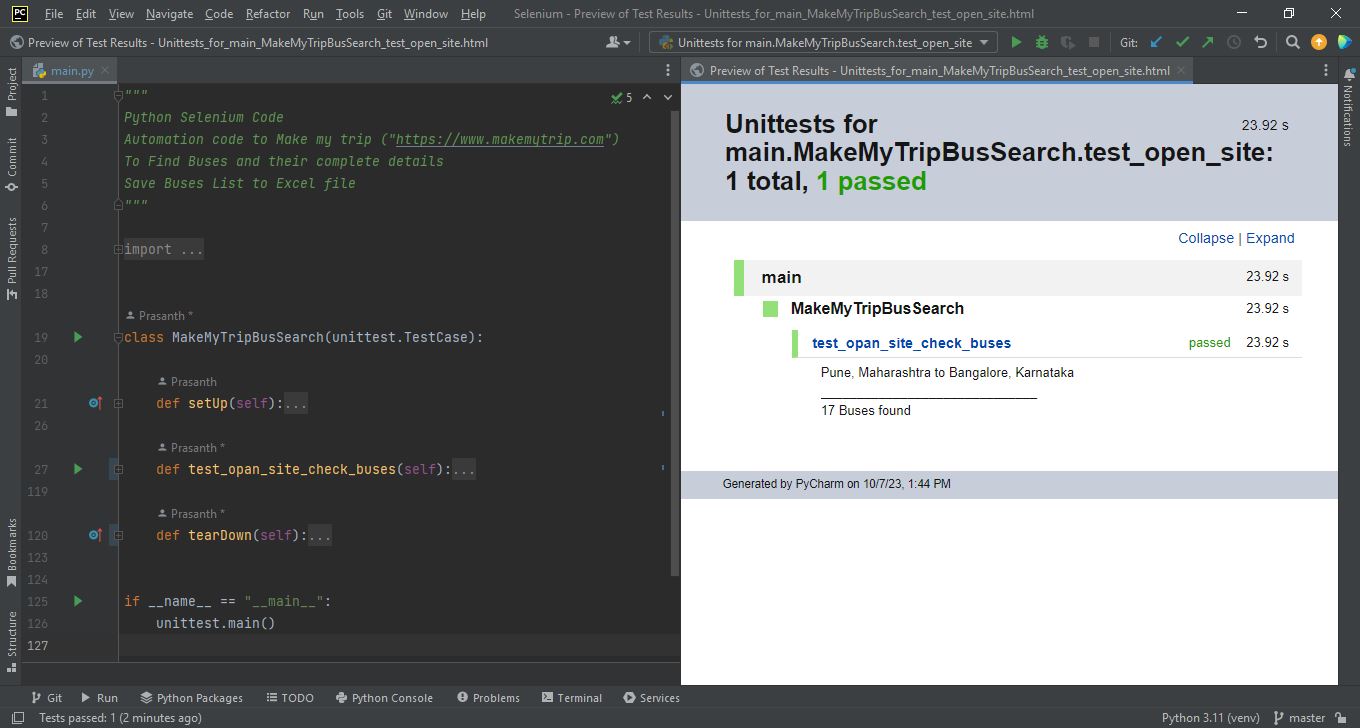 PC File Edit View Navigate Code Refactor Run Tools Git Window Help Selenium - Preview of Test Results - Unittests_for_main_MakeMyTripBusSearch_test_open_site.html
Preview of Test Results - Unittests_for_main_MakeMyTripBusSearch_test_open_site.html
Unittests for main.MakeMyTripBusSearch.test_open_site
Git:
Project
Commit
Pull Requests
Bookmarks
Structure
main.py
5
1 """
2 Python Selenium Code
3 Automation code to Make my trip ("https://www.makemytrip.com")
4 To Find Buses and their complete details
5 Save Buses List to Excel file
6 """
7
8 import ...
17
18
Prasanth *
19 class MakeMyTripBusSearch(unittest.TestCase):
20
Prasanth
21 def setUp(self):...
26
Prasanth *
27 def test_opan_site_check_buses(self):...
119
Prasanth *
120 def tearDown(self):...
123
124
125 if __name__ == "__main__":
126 unittest.main()
127
Preview of Test Results - Unittests_for_main_MakeMyTripBusSearch_test_open_site.html
Unittests for
23.92 s
main.MakeMyTripBusSearch.test_open_site:
1 total, 1 passed
Collapse | Expand
main 23.92 s
MakeMyTripBusSearch 23.92 s
test_opan_site_check_buses passed 23.92 s
Pune, Maharashtra to Bangalore, Karnataka
___________________________
17 Buses found
Generated by PyCharm on 10/7/23, 1:44 PM
Notifications
Git Run Python Packages TODO Python Console Problems Terminal Services
Tests passed: 1 (2 minutes ago) Python 3.11 (venv) master